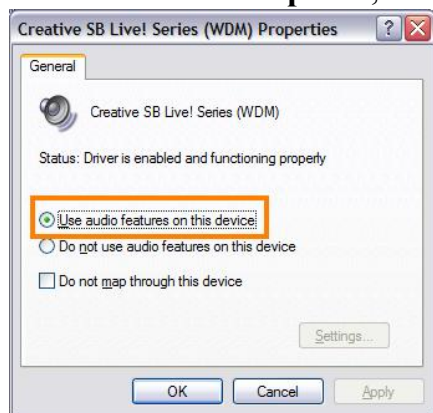 Creative SB Live! Series (WDM) Properties
General
Creative SB Live! Series (WDM)
Status: Driver is enabled and functioning properly
Use audio features on this device
Do not use audio features on this device
Do not map through this device
Settings...
OK Cancel Apply